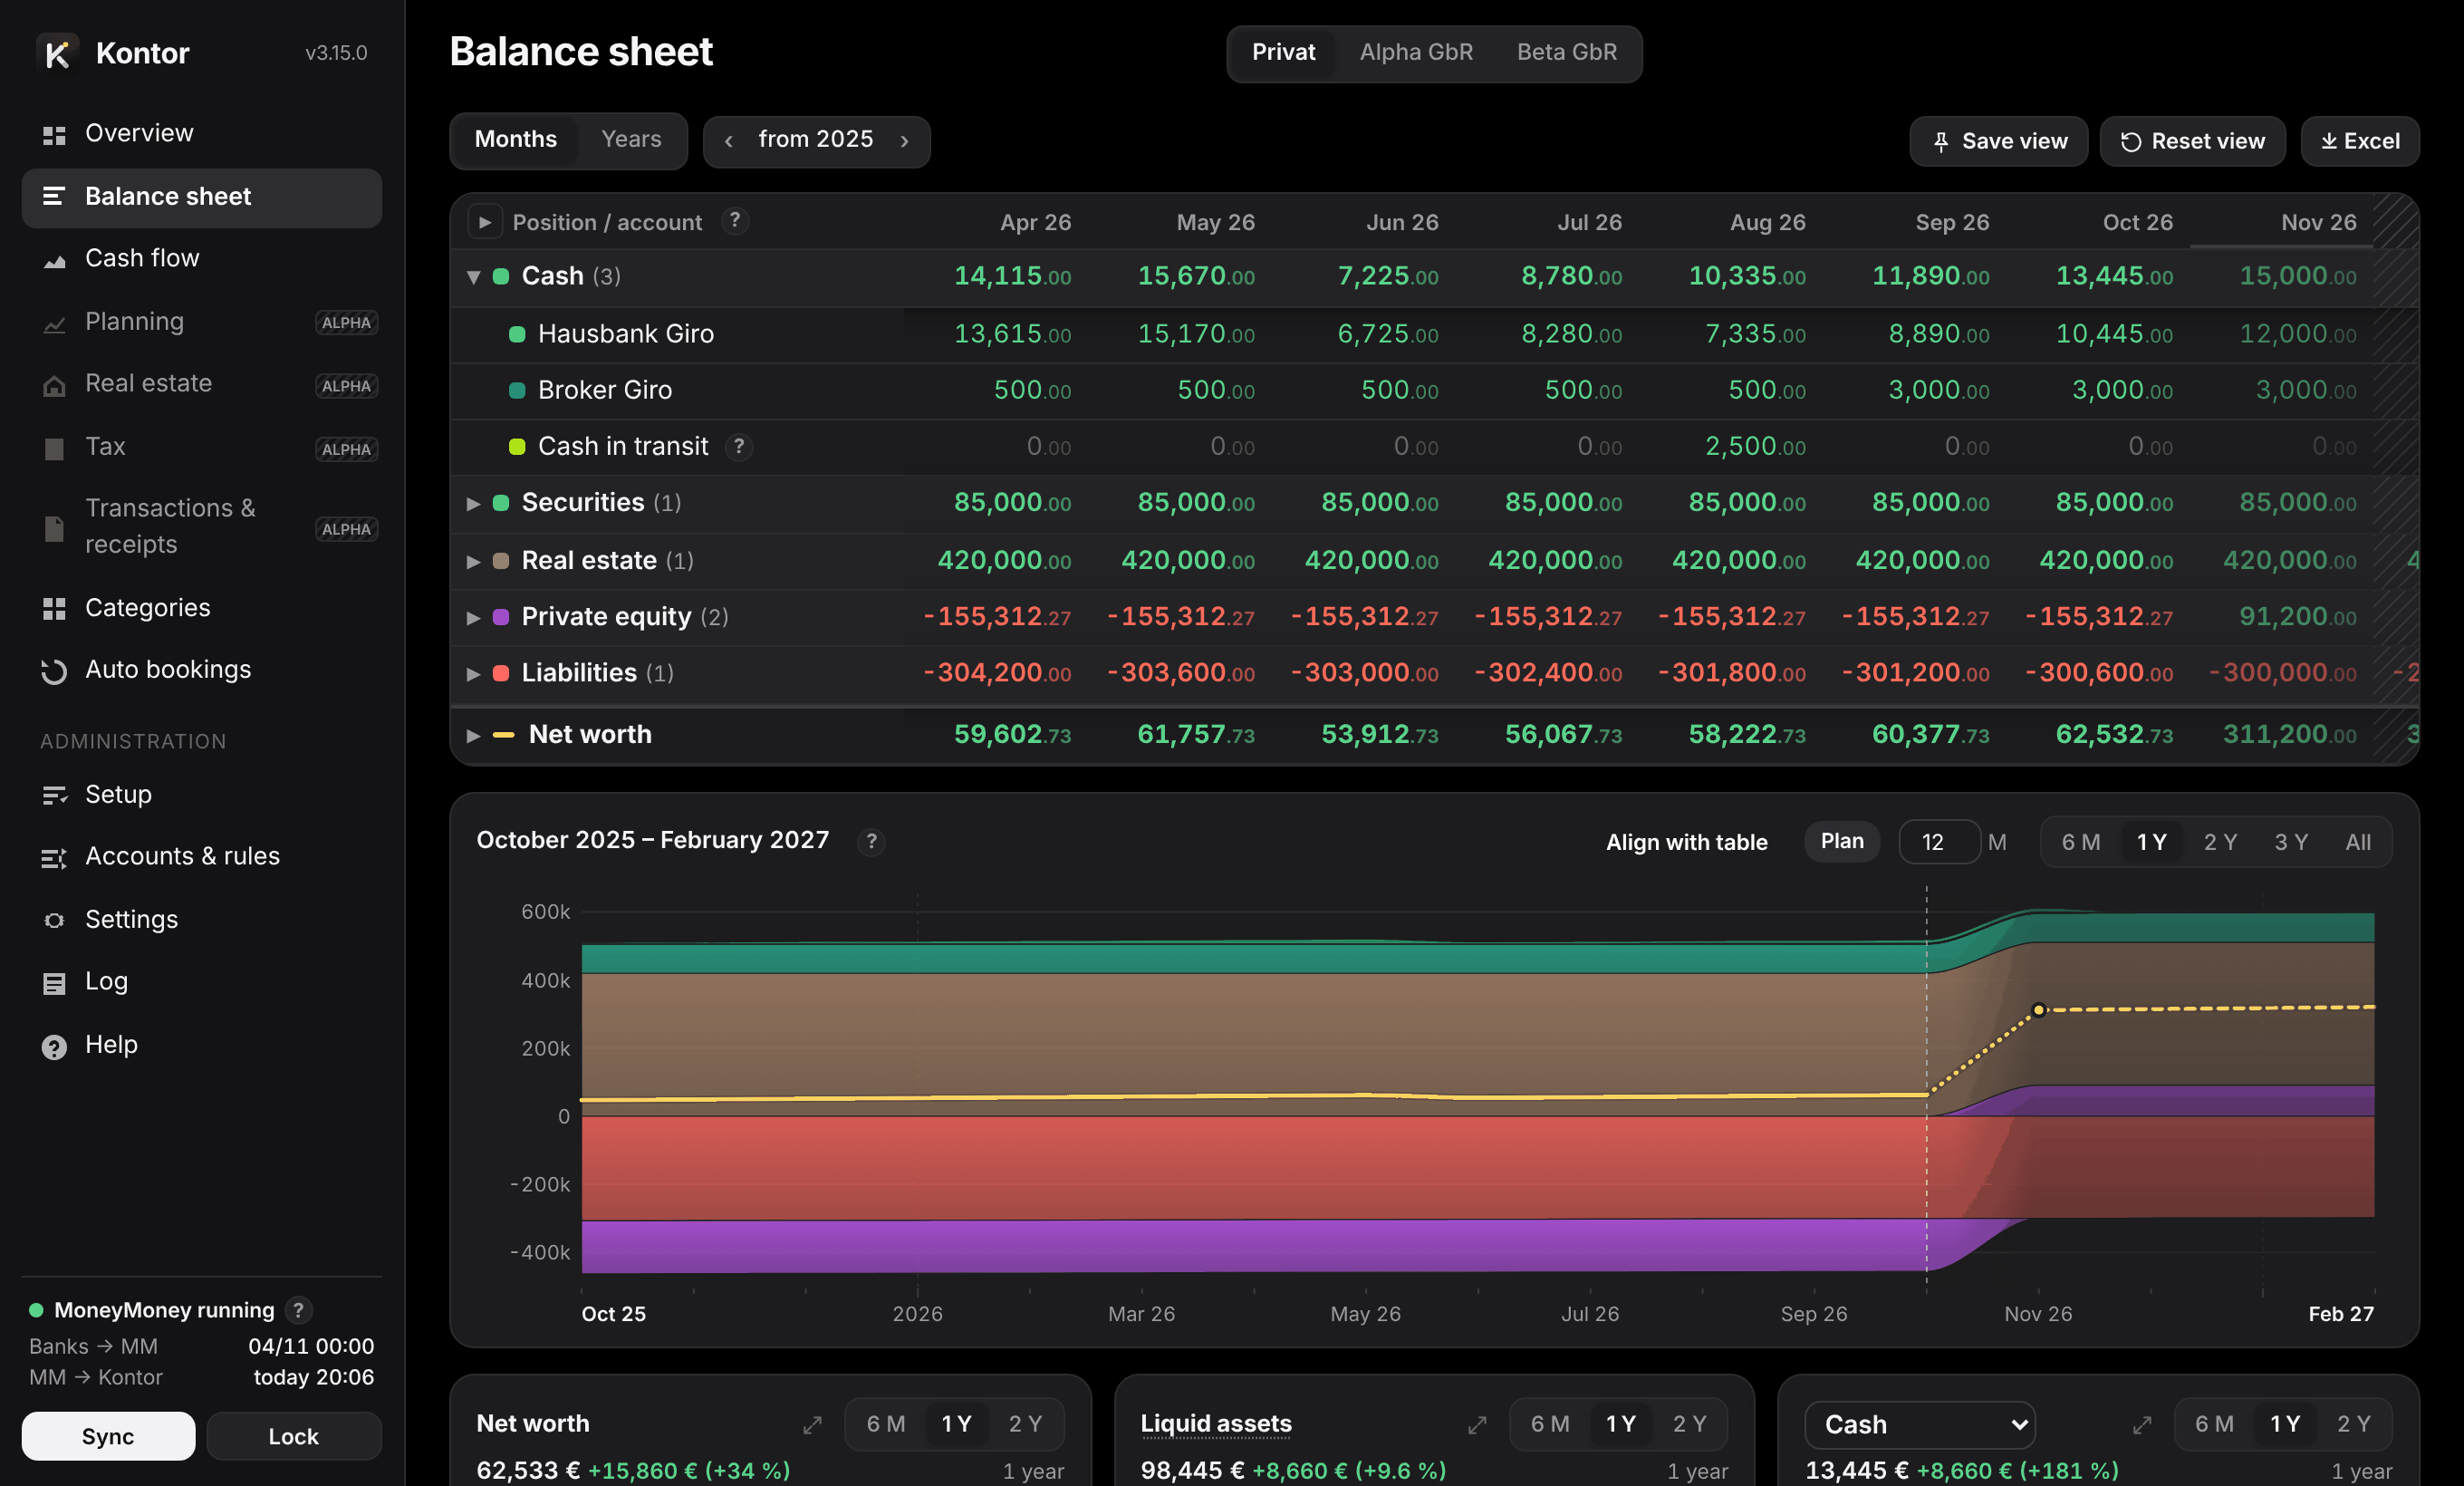 Kontor v3.15.0
Overview
Balance sheet
Cash flow
Planning ALPHA
Real estate ALPHA
Tax ALPHA
Transactions &
receipts ALPHA
Categories
Auto bookings
ADMINISTRATION
Setup
Accounts & rules
Settings
Log
Help
MoneyMoney running ?
Banks → MM 04/11 00:00
MM → Kontor today 20:06
Sync Lock
Balance sheet Privat Alpha GbR Beta GbR
Months Years ‹ from 2025 › Save view Reset view Excel
Position / account ? Apr 26 May 26 Jun 26 Jul 26 Aug 26 Sep 26 Oct 26 Nov 26
Cash (3) 14,115.00 15,670.00 7,225.00 8,780.00 10,335.00 11,890.00 13,445.00 15,000.00
Hausbank Giro 13,615.00 15,170.00 6,725.00 8,280.00 7,335.00 8,890.00 10,445.00 12,000.00
Broker Giro 500.00 500.00 500.00 500.00 500.00 3,000.00 3,000.00 3,000.00
Cash in transit ? 0.00 0.00 0.00 0.00 2,500.00 0.00 0.00 0.00
Securities (1) 85,000.00 85,000.00 85,000.00 85,000.00 85,000.00 85,000.00 85,000.00 85,000.00
Real estate (1) 420,000.00 420,000.00 420,000.00 420,000.00 420,000.00 420,000.00 420,000.00 420,000.00 4
Private equity (2) -155,312.27 -155,312.27 -155,312.27 -155,312.27 -155,312.27 -155,312.27 -155,312.27 91,200.00
Liabilities (1) -304,200.00 -303,600.00 -303,000.00 -302,400.00 -301,800.00 -301,200.00 -300,600.00 -300,000.00 -2
Net worth 59,602.73 61,757.73 53,912.73 56,067.73 58,222.73 60,377.73 62,532.73 311,200.00 3
October 2025 – February 2027 ? Align with table Plan 12 M 6 M 1 Y 2 Y 3 Y All
600k
400k
200k
0
-200k
-400k
Oct 25 2026 Mar 26 May 26 Jul 26 Sep 26 Nov 26 Feb 27
Net worth 6 M 1 Y 2 Y
62,533 € +15,860 € (+34 %) 1 year
Liquid assets 6 M 1 Y 2 Y
98,445 € +8,660 € (+9.6 %) 1 year
Cash 6 M 1 Y 2 Y
13,445 € +8,660 € (+181 %) 1 year